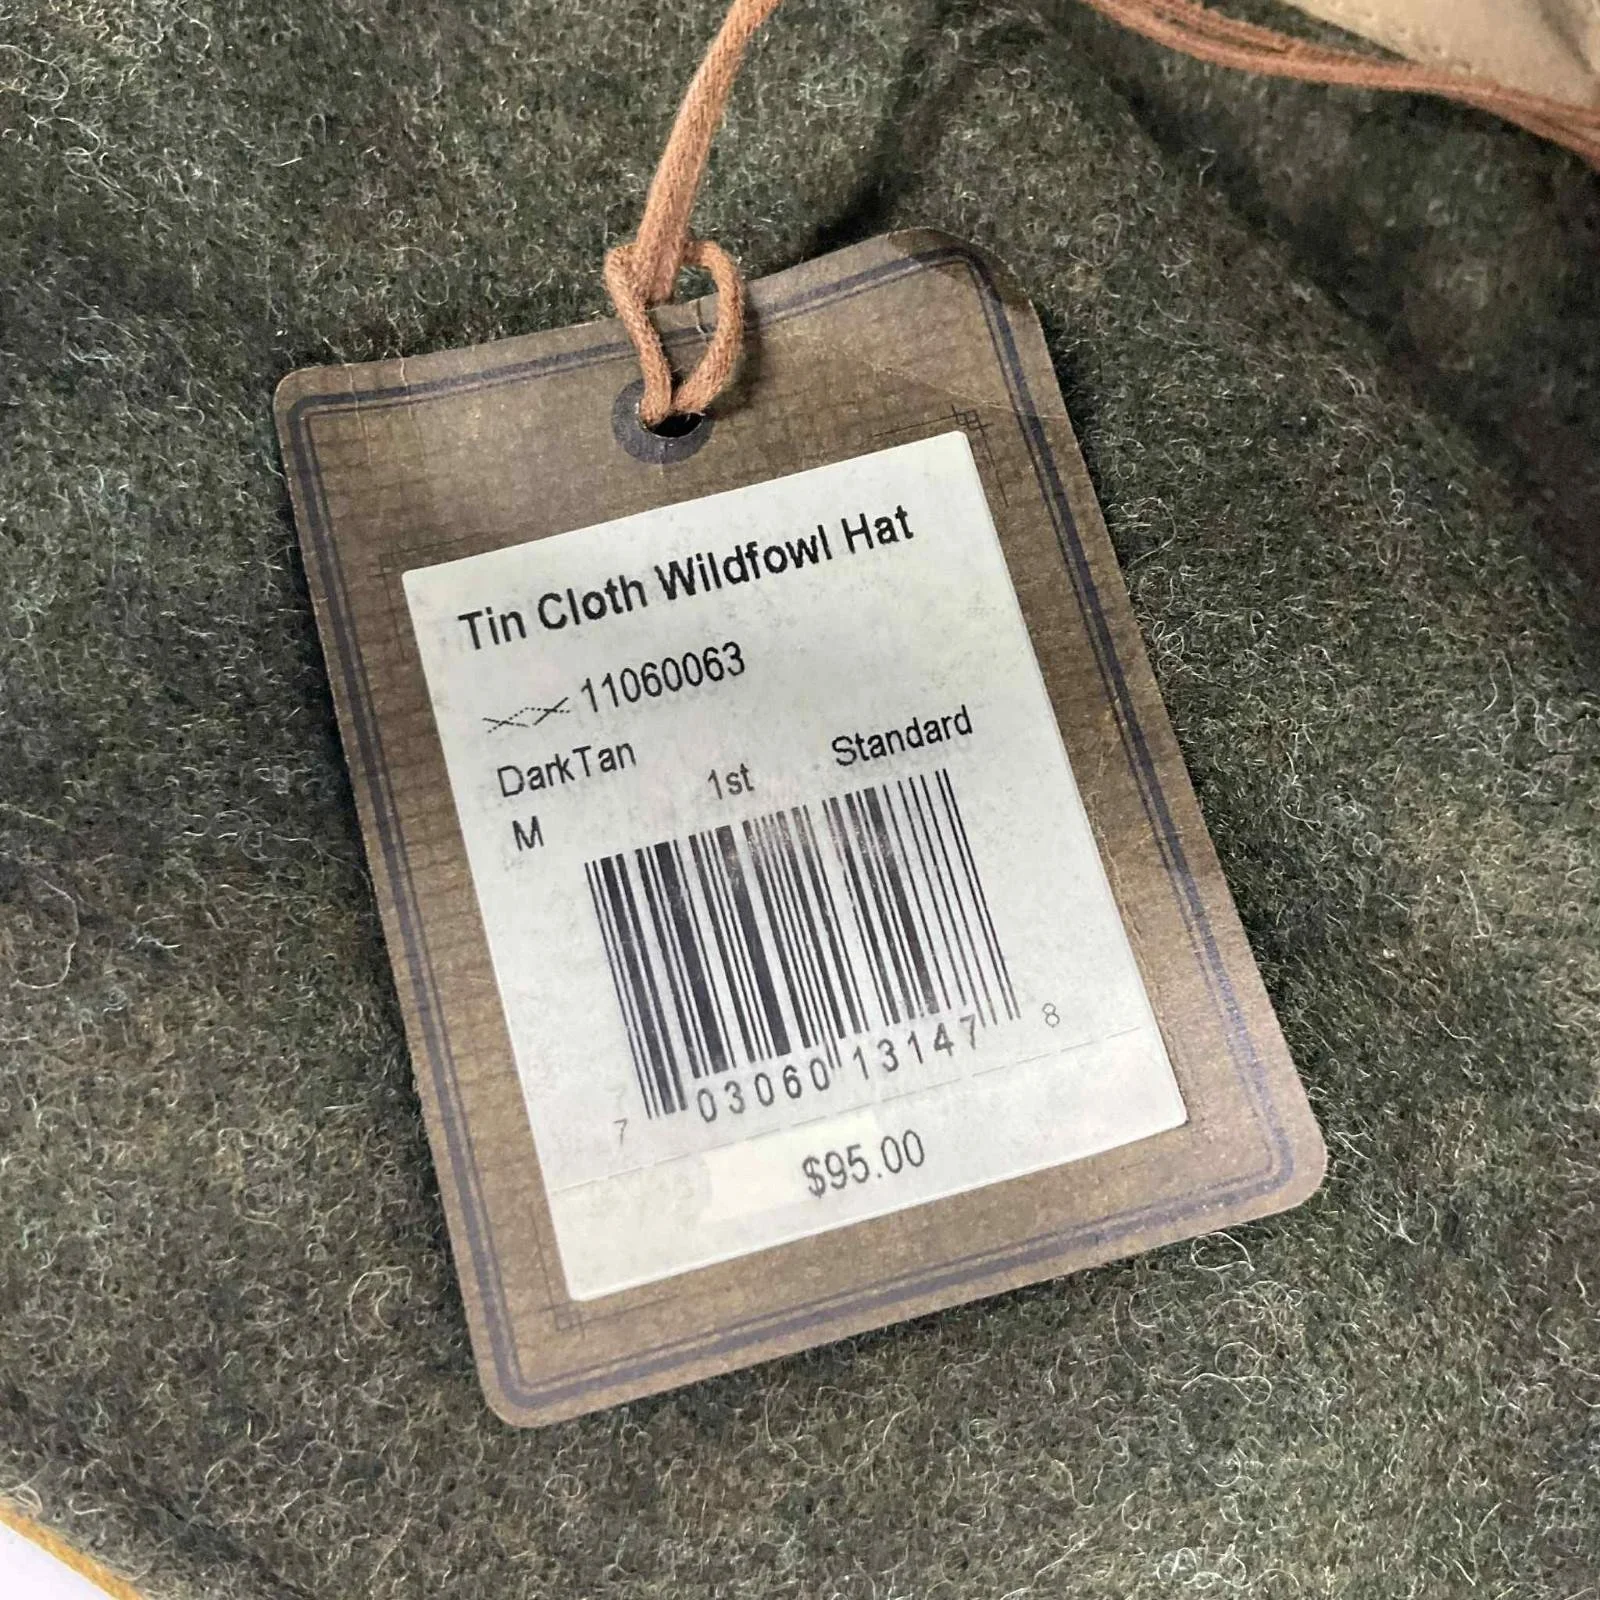 Tin Cloth Wildfowl Hat
11060063
DarkTan 1st Standard
M
7 03060 13147 8
$95.00